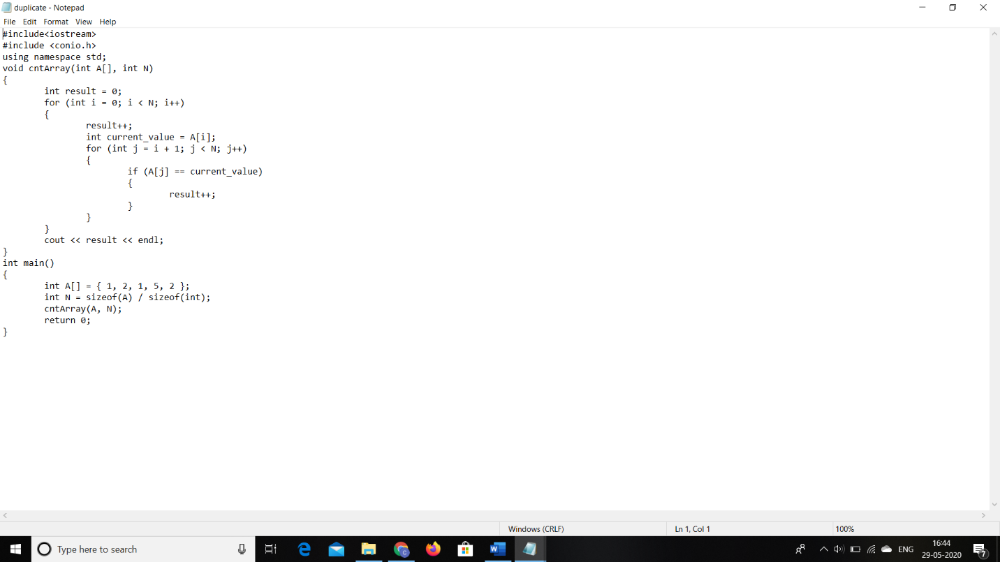 duplicate - Notepad
File Edit Format View Help
#include<iostream>
#include <conio.h>
using namespace std;
void cntArray(int A[], int N)
{
        int result = 0;
        for (int i = 0; i < N; i++)
        {
                result++;
                int current_value = A[i];
                for (int j = i + 1; j < N; j++)
                {
                        if (A[j] == current_value)
                        {
                                result++;
                        }
                }
        }
        cout << result << endl;
}
int main()
{
        int A[] = { 1, 2, 1, 5, 2 };
        int N = sizeof(A) / sizeof(int);
        cntArray(A, N);
        return 0;
}
Windows (CRLF) Ln 1, Col 1 100%
Type here to search
ENG
16:44
29-05-2020
7